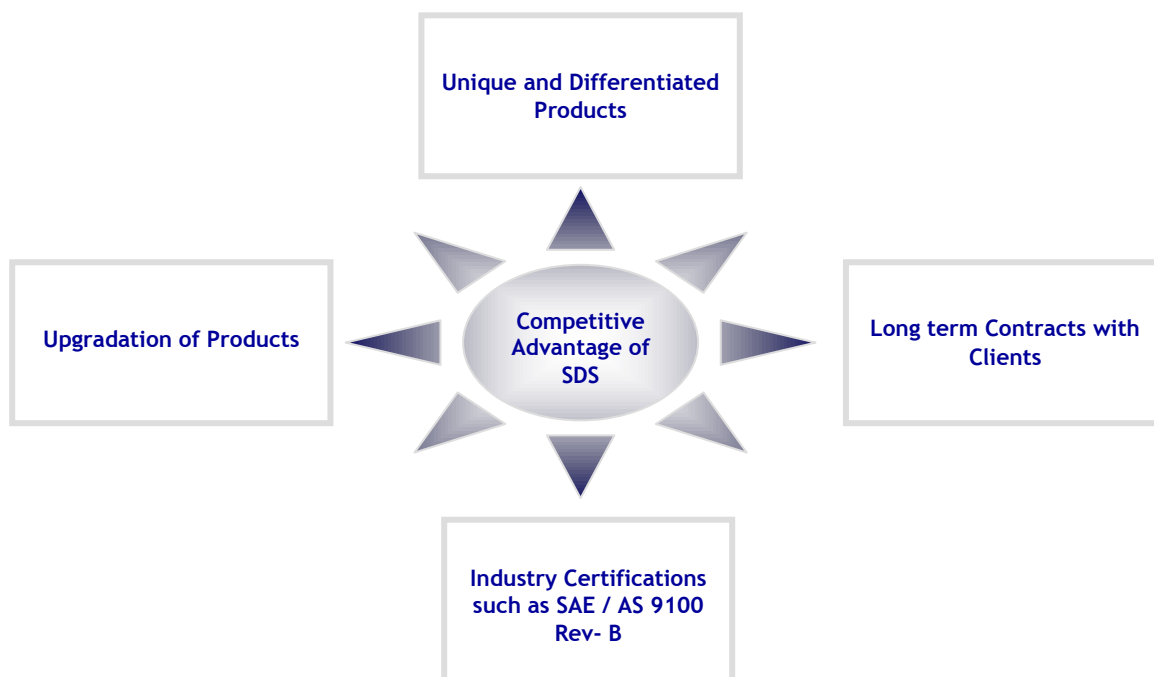 Unique and Differentiated
Products
Upgradation of Products
Competitive
Advantage of
SDS
Long term Contracts with
Clients
Industry Certifications
such as SAE / AS 9100
Rev- B